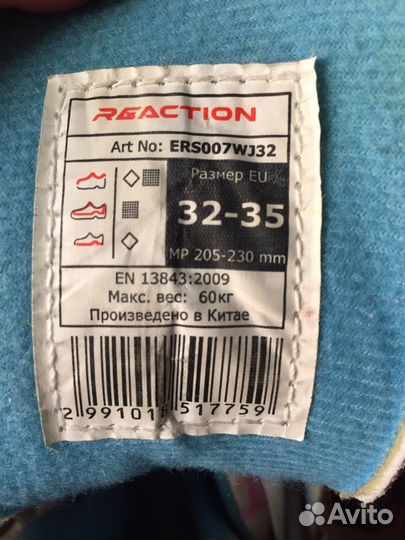 REACTION
Art No: ERS007WJ32
Размер EU
32-35
MP 205-230 mm
EN 13843:2009
Макс. вес: 60кг
Произведено в Китае
2 991018 517759
Avito